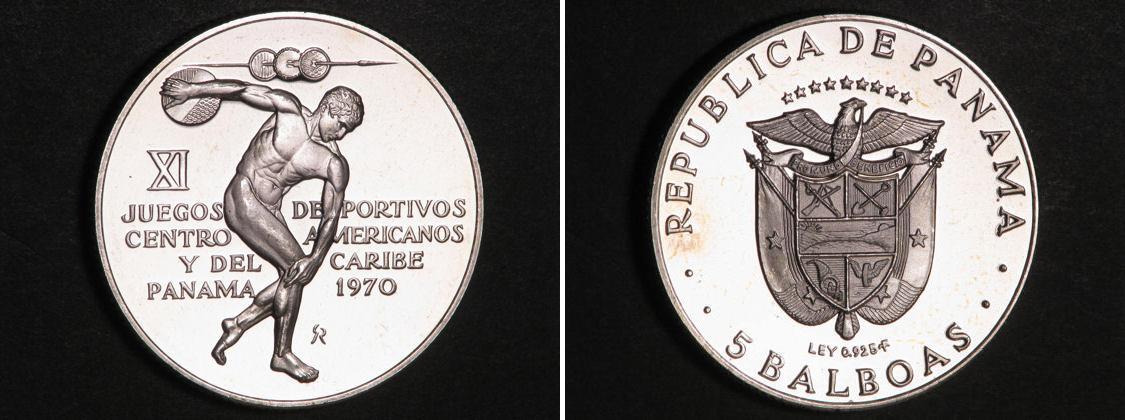 XI
JUEGOS DEPORTIVOS
CENTRO AMERICANOS
Y DEL CARIBE
PANAMA 1970
REPUBLICA DE PANAMA
LEY 0.925
5 BALBOAS